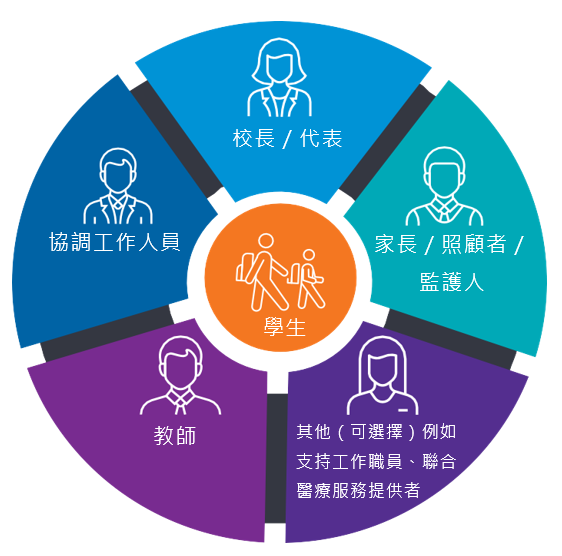 校長 / 代表
協調工作人員
家長 / 照顧者 /
監護人
學生
教師
其他（可選擇）例如
支持工作職員、聯合
醫療服務提供者